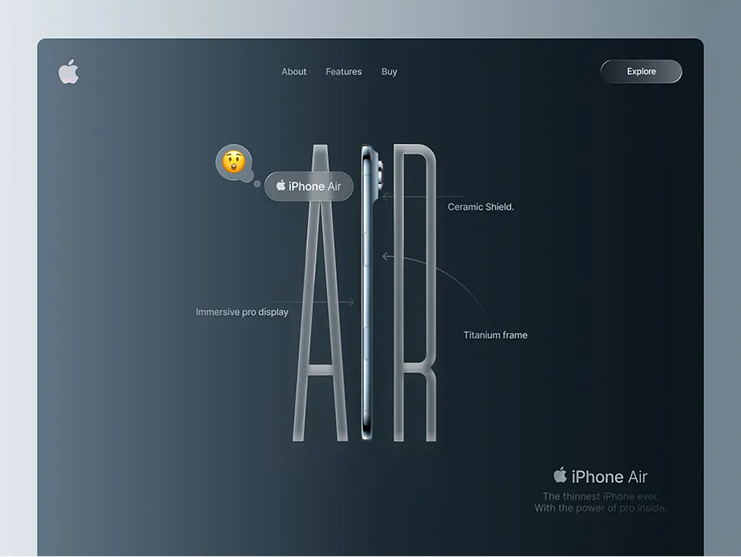 About Features Buy
Explore
iPhone Air
AIR
Ceramic Shield.
Immersive pro display
Titanium frame
iPhone Air
The thinnest iPhone ever.
With the power of pro inside.